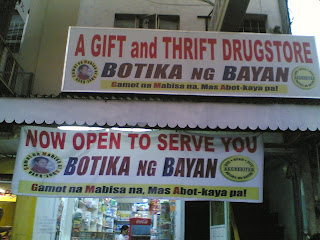 A GIFT and THRIFT DRUGSTORE
BOTIKA NG BAYAN
Gamot na Mabisa na, Mas Abot-kaya pa!
NOW OPEN TO SERVE YOU
BOTIKA NG BAYAN
ACCREDITED
Gamot na Mabisa na, Mas Abot-kaya pa!